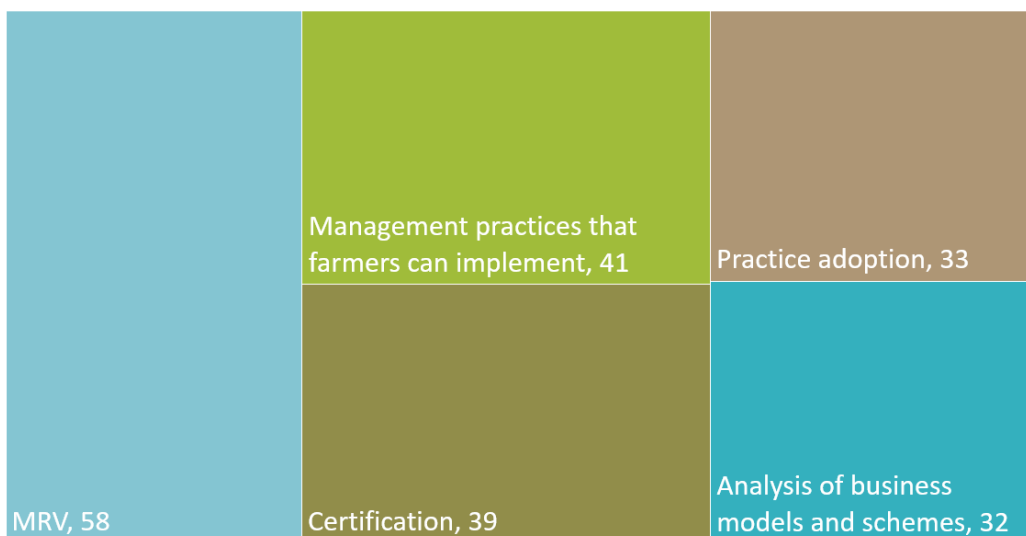 MRV, 58
Management practices that
farmers can implement, 41
Certification, 39
Practice adoption, 33
Analysis of business
models and schemes, 32